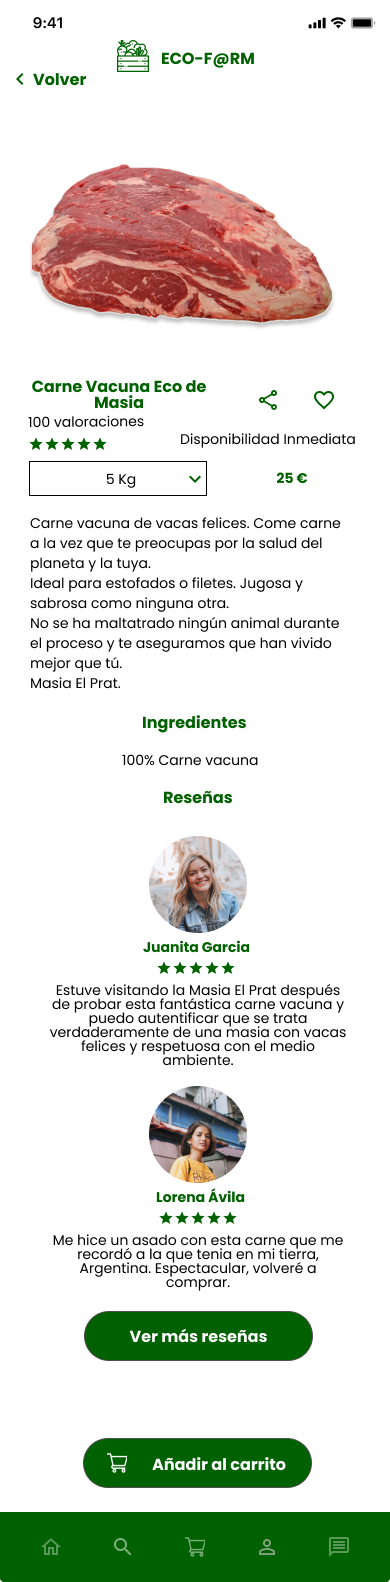 9:41
ECO-F@RM
Volver
Carne Vacuna Eco de
Masia
100 valoraciones
Disponibilidad Inmediata
5 Kg
25 €
Carne vacuna de vacas felices. Come carne
a la vez que te preocupas por la salud del
planeta y la tuya.
Ideal para estofados o filetes. Jugosa y
sabrosa como ninguna otra.
No se ha maltratado ningún animal durante
el proceso y te aseguramos que han vivido
mejor que tú.
Masia El Prat.
Ingredientes
100% Carne vacuna
Reseñas
Juanita Garcia
Estuve visitando la Masia El Prat después
de probar esta fantástica carne vacuna y
puedo autentificar que se trata
verdaderamente de una masia con vacas
felices y respetuosa con el medio
ambiente.
Lorena Ávila
Me hice un asado con esta carne que me
recordó a la que tenia en mi tierra,
Argentina. Espectacular, volveré a
comprar.
Ver más reseñas
Añadir al carrito